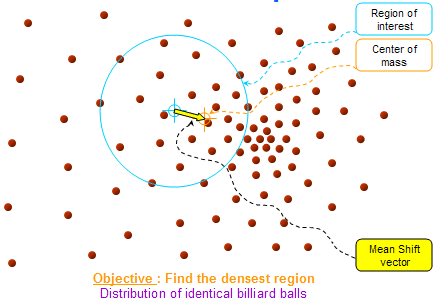 Region of
interest
Center of
mass
Mean Shift
vector
Objective : Find the densest region
Distribution of identical billiard balls